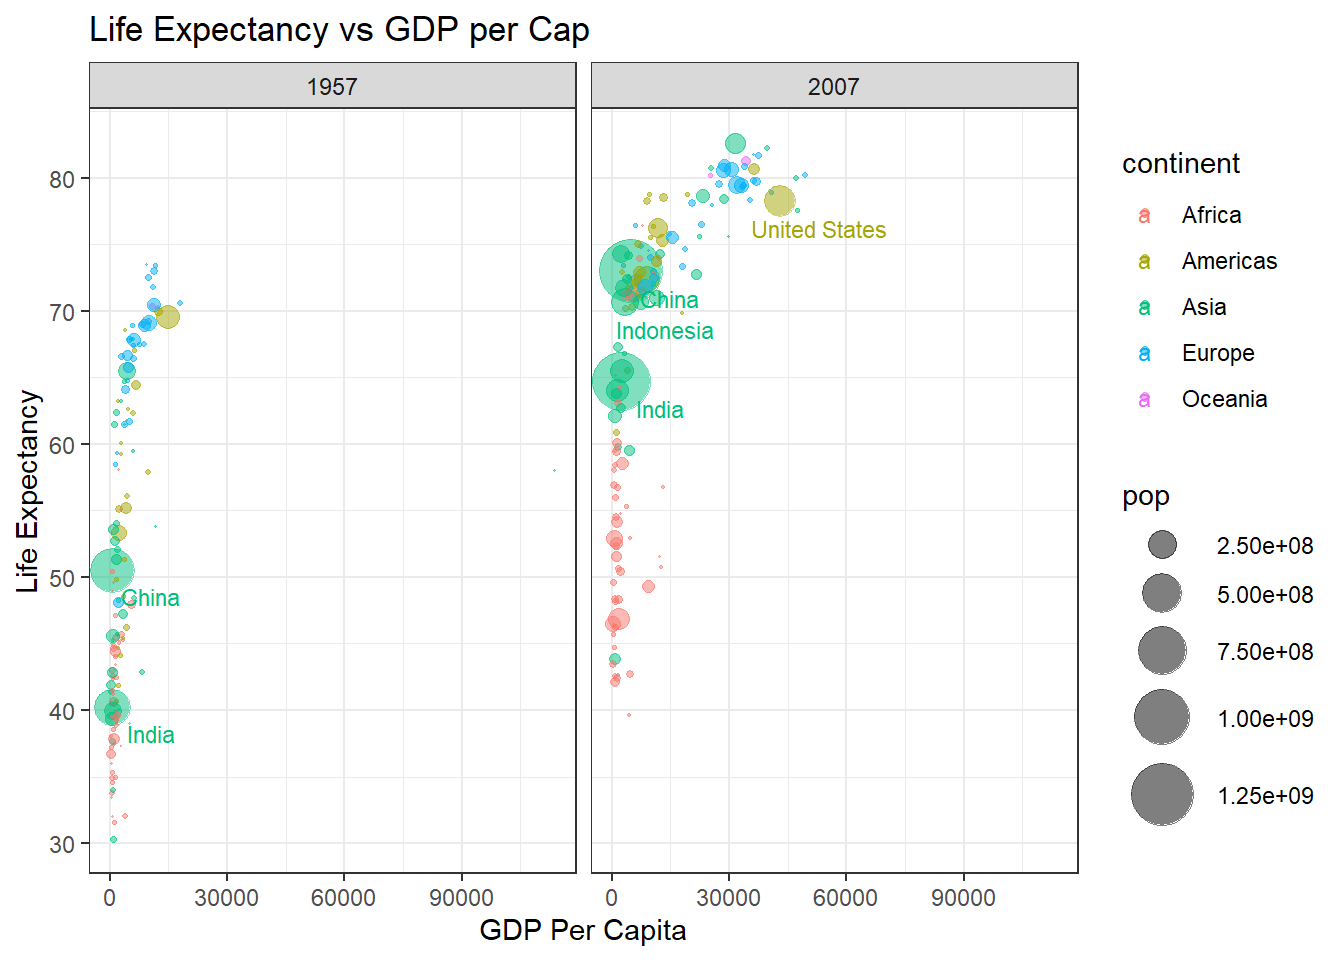 Life Expectancy vs GDP per Cap
1957
2007
Life Expectancy
80
70
60
50
40
30
China
India
United States
China
Indonesia
India
0
30000
60000
90000
0
30000
60000
90000
GDP Per Capita
continent
a Africa
a Americas
a Asia
a Europe
a Oceania
pop
2.50e+08
5.00e+08
7.50e+08
1.00e+09
1.25e+09